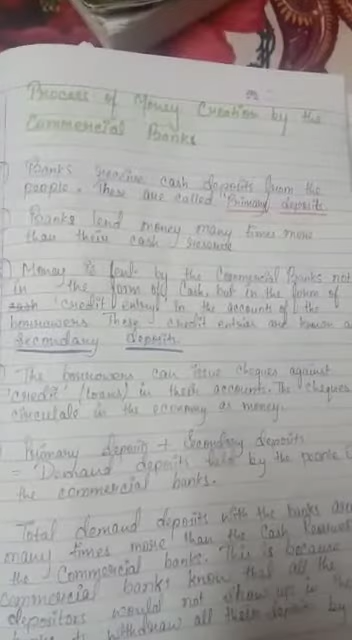 Process of Money Creation by the
Commercial Banks
Banks receive cash deposits from the
people. These are called Primary deposits.
Banks lend money many times more
than their cash reserve
Money is lent by the Commercial Banks not
in the form of Cash, but in the form of
'credit' entry in the accounts of the
borrowers These credit entries are known a
secondary deposits.
The borrowers can issue cheques against
'credit' (loans) in their accounts. The cheques
circulate in the economy as money.
Primary deposit + Secondary deposits
= Demand deposits held by the people
the commercial banks.
Total demand deposits with the banks are
many times more than the Cash reserves
the Commercial banks. This is because
commercial banks know that all the
depositors would not show up in the
to withdraw all their deposits by